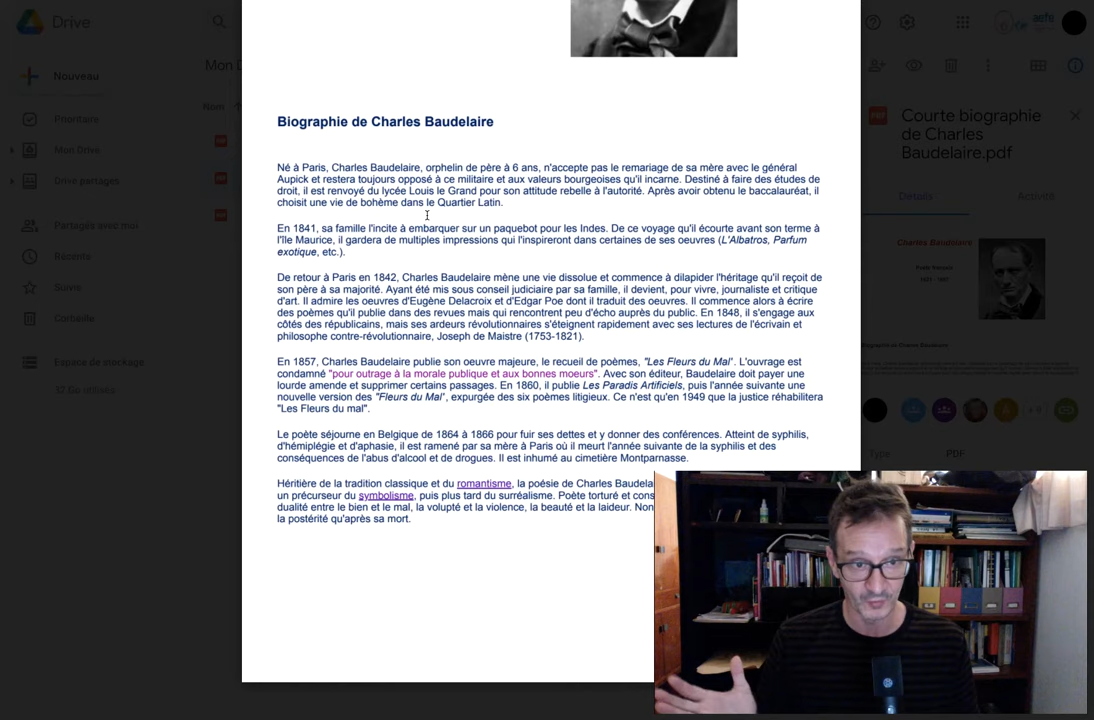 Drive
Nouveau
Prioritaire
Mon Drive
Drive partagés
Partagés avec moi
Récents
Suivis
Corbeille
Espace de stockage
37 Go utilisés
Mon D
Nom
Biographie de Charles Baudelaire
Né à Paris, Charles Baudelaire, orphelin de père à 6 ans, n'accepte pas le remariage de sa mère avec le général
Aupick et restera toujours opposé à ce militaire et aux valeurs bourgeoises qu'il incarne. Destiné à faire des études de
droit, il est renvoyé du lycée Louis le Grand pour son attitude rebelle à l'autorité. Après avoir obtenu le baccalauréat, il
choisit une vie de bohème dans le Quartier Latin.
En 1841, sa famille l'incite à embarquer sur un paquebot pour les Indes. De ce voyage qu'il écourte avant son terme à
l'île Maurice, il gardera de multiples impressions qui l'inspireront dans certaines de ses oeuvres (L'Albatros, Parfum
exotique, etc.).
De retour à Paris en 1842, Charles Baudelaire mène une vie dissolue et commence à dilapider l'héritage qu'il reçoit de
son père à sa majorité. Ayant été mis sous conseil judiciaire par sa famille, il devient, pour vivre, journaliste et critique
d'art. Il admire les oeuvres d'Eugène Delacroix et d'Edgar Poe dont il traduit des oeuvres. Il commence alors à écrire
des poèmes qu'il publie dans des revues mais qui rencontrent peu d'écho auprès du public. En 1848, il s'engage aux
côtés des républicains, mais ses ardeurs révolutionnaires s'éteignent rapidement avec ses lectures de l'écrivain et
philosophe contre-révolutionnaire, Joseph de Maistre (1753-1821).
En 1857, Charles Baudelaire publie son oeuvre majeure, le recueil de poèmes, "Les Fleurs du Mal". L'ouvrage est
condamné "pour outrage à la morale publique et aux bonnes moeurs". Avec son éditeur, Baudelaire doit payer une
lourde amende et supprimer certains passages. En 1860, il publie Les Paradis Artificiels, puis l'année suivante une
nouvelle version des "Fleurs du Mal", expurgée des six poèmes litigieux. Ce n'est qu'en 1949 que la justice réhabilitera
"Les Fleurs du mal".
Le poète séjourne en Belgique de 1864 à 1866 pour fuir ses dettes et y donner des conférences. Atteint de syphilis,
d'hémiplégie et d'aphasie, il est ramené par sa mère à Paris où il meurt l'année suivante de la syphilis et des
conséquences de l'abus d'alcool et de drogues. Il est inhumé au cimetière Montparnasse.
Héritière de la tradition classique et du romantisme, la poésie de Charles Baudela
un précurseur du symbolisme, puis plus tard du surréalisme. Poète torturé et cons
dualité entre le bien et le mal, la volupté et la violence, la beauté et la laideur. Non
la postérité qu'après sa mort.
aefe
PDF
Courte biographie
de Charles
Baudelaire.pdf
Détails
Activité
Charles Baudelaire
Type
PDF